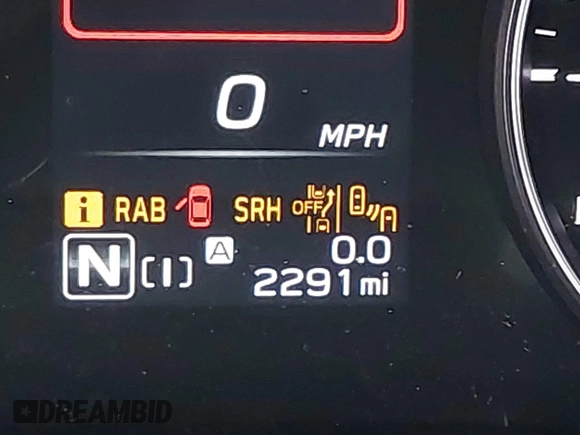 0
MPH
i RAB SRH OFF
N [I] A 0.0
2291 mi
DREAMBID